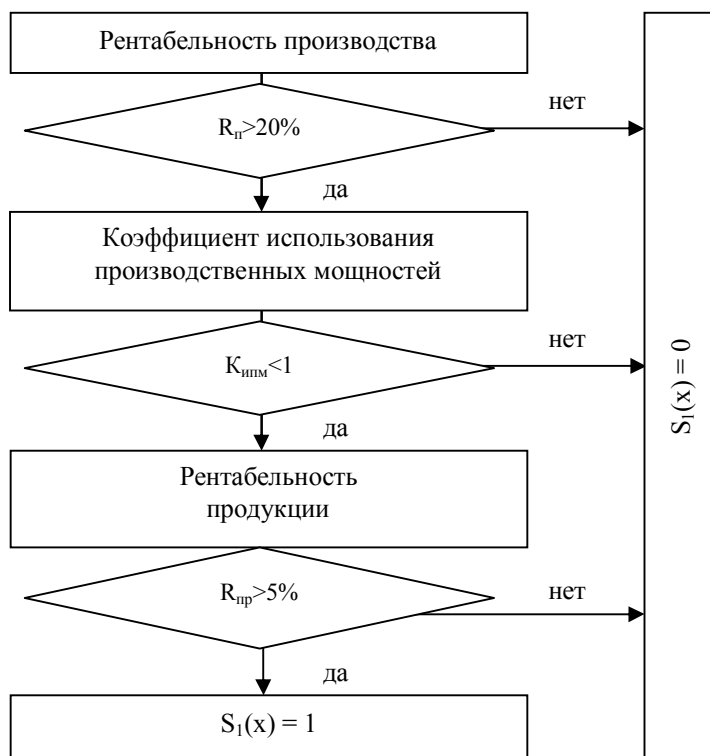 Рентабельность производства
нет
Rп>20%
да
Коэффициент использования
производственных мощностей
нет
Kипм<1
да
Рентабельность
продукции
нет
Rпр>5%
да
S1(x) = 1
S1(x) = 0